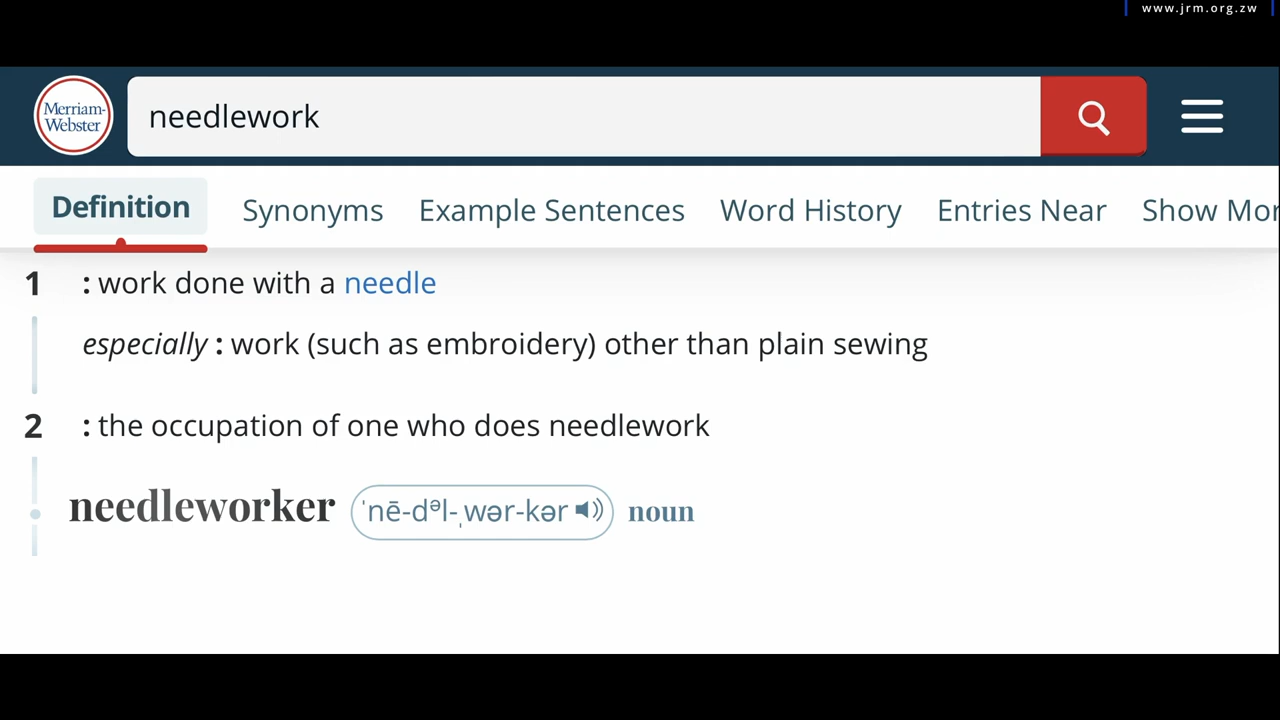 www.jrm.org.zw
Merriam-
Webster
needlework
Definition Synonyms Example Sentences Word History Entries Near Show Mor
1 : work done with a needle
especially : work (such as embroidery) other than plain sewing
2 : the occupation of one who does needlework
needleworker ˈnē-dᵊl-ˌwər-kər noun